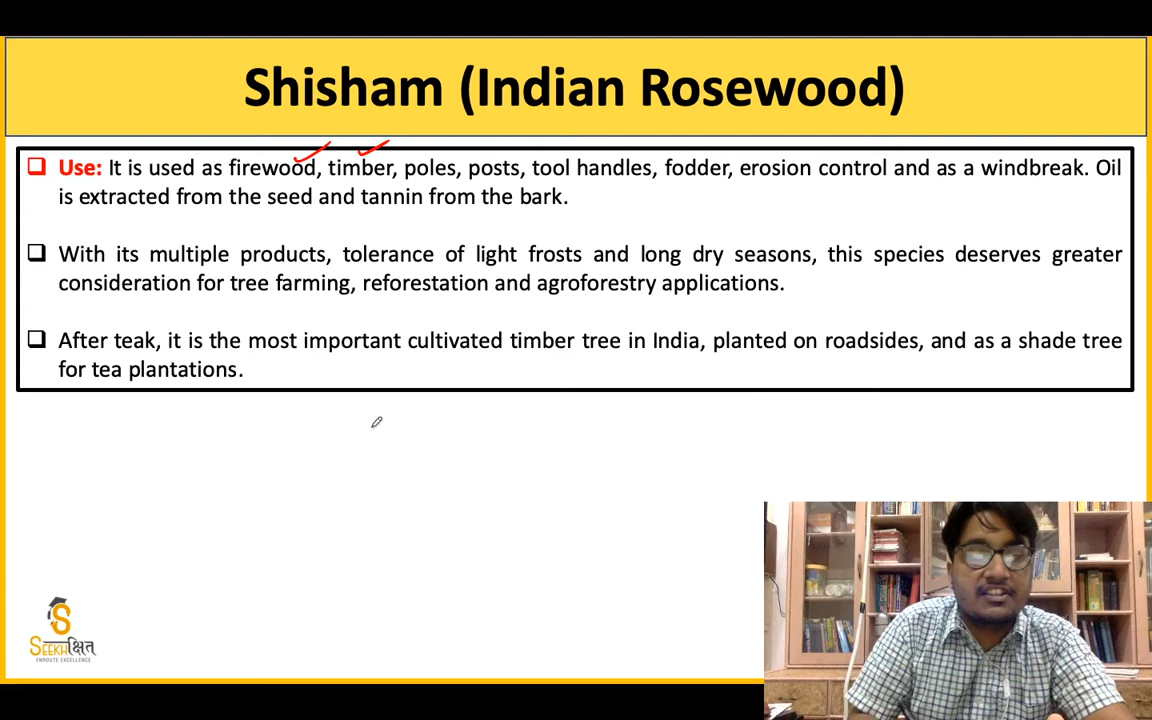 Shisham (Indian Rosewood)
Use: It is used as firewood, timber, poles, posts, tool handles, fodder, erosion control and as a windbreak. Oil
is extracted from the seed and tannin from the bark.
With its multiple products, tolerance of light frosts and long dry seasons, this species deserves greater
consideration for tree farming, reforestation and agroforestry applications.
After teak, it is the most important cultivated timber tree in India, planted on roadsides, and as a shade tree
for tea plantations.
SEEKHक्षित
ENROUTE EXCELLENCE